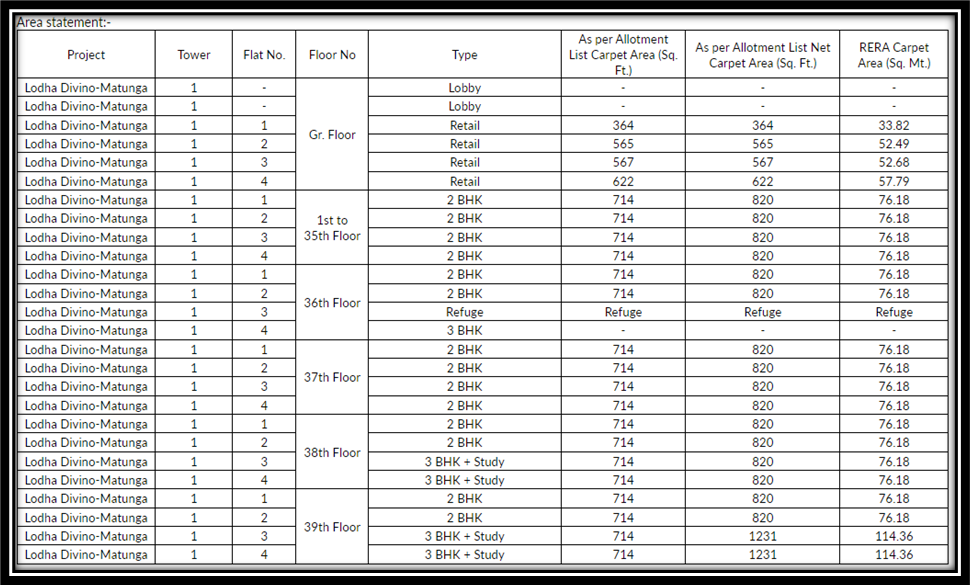 Area statement:-
Project Tower Flat No. Floor No Type As per Allotment List Carpet Area (Sq. Ft.) As per Allotment List Net Carpet Area (Sq. Ft.) RERA Carpet Area (Sq. Mt.)
Lodha Divino-Matunga 1 - Gr. Floor Lobby - - -
Lodha Divino-Matunga 1 - Lobby - - -
Lodha Divino-Matunga 1 1 Retail 364 364 33.82
Lodha Divino-Matunga 1 2 Retail 565 565 52.49
Lodha Divino-Matunga 1 3 Retail 567 567 52.68
Lodha Divino-Matunga 1 4 Retail 622 622 57.79
Lodha Divino-Matunga 1 1 1st to 35th Floor 2 BHK 714 820 76.18
Lodha Divino-Matunga 1 2 2 BHK 714 820 76.18
Lodha Divino-Matunga 1 3 2 BHK 714 820 76.18
Lodha Divino-Matunga 1 4 2 BHK 714 820 76.18
Lodha Divino-Matunga 1 1 36th Floor 2 BHK 714 820 76.18
Lodha Divino-Matunga 1 2 2 BHK 714 820 76.18
Lodha Divino-Matunga 1 3 Refuge Refuge Refuge Refuge
Lodha Divino-Matunga 1 4 3 BHK - - -
Lodha Divino-Matunga 1 1 37th Floor 2 BHK 714 820 76.18
Lodha Divino-Matunga 1 2 2 BHK 714 820 76.18
Lodha Divino-Matunga 1 3 2 BHK 714 820 76.18
Lodha Divino-Matunga 1 4 2 BHK 714 820 76.18
Lodha Divino-Matunga 1 1 38th Floor 2 BHK 714 820 76.18
Lodha Divino-Matunga 1 2 2 BHK 714 820 76.18
Lodha Divino-Matunga 1 3 3 BHK + Study 714 820 76.18
Lodha Divino-Matunga 1 4 3 BHK + Study 714 820 76.18
Lodha Divino-Matunga 1 1 39th Floor 2 BHK 714 820 76.18
Lodha Divino-Matunga 1 2 2 BHK 714 820 76.18
Lodha Divino-Matunga 1 3 3 BHK + Study 714 1231 114.36
Lodha Divino-Matunga 1 4 3 BHK + Study 714 1231 114.36